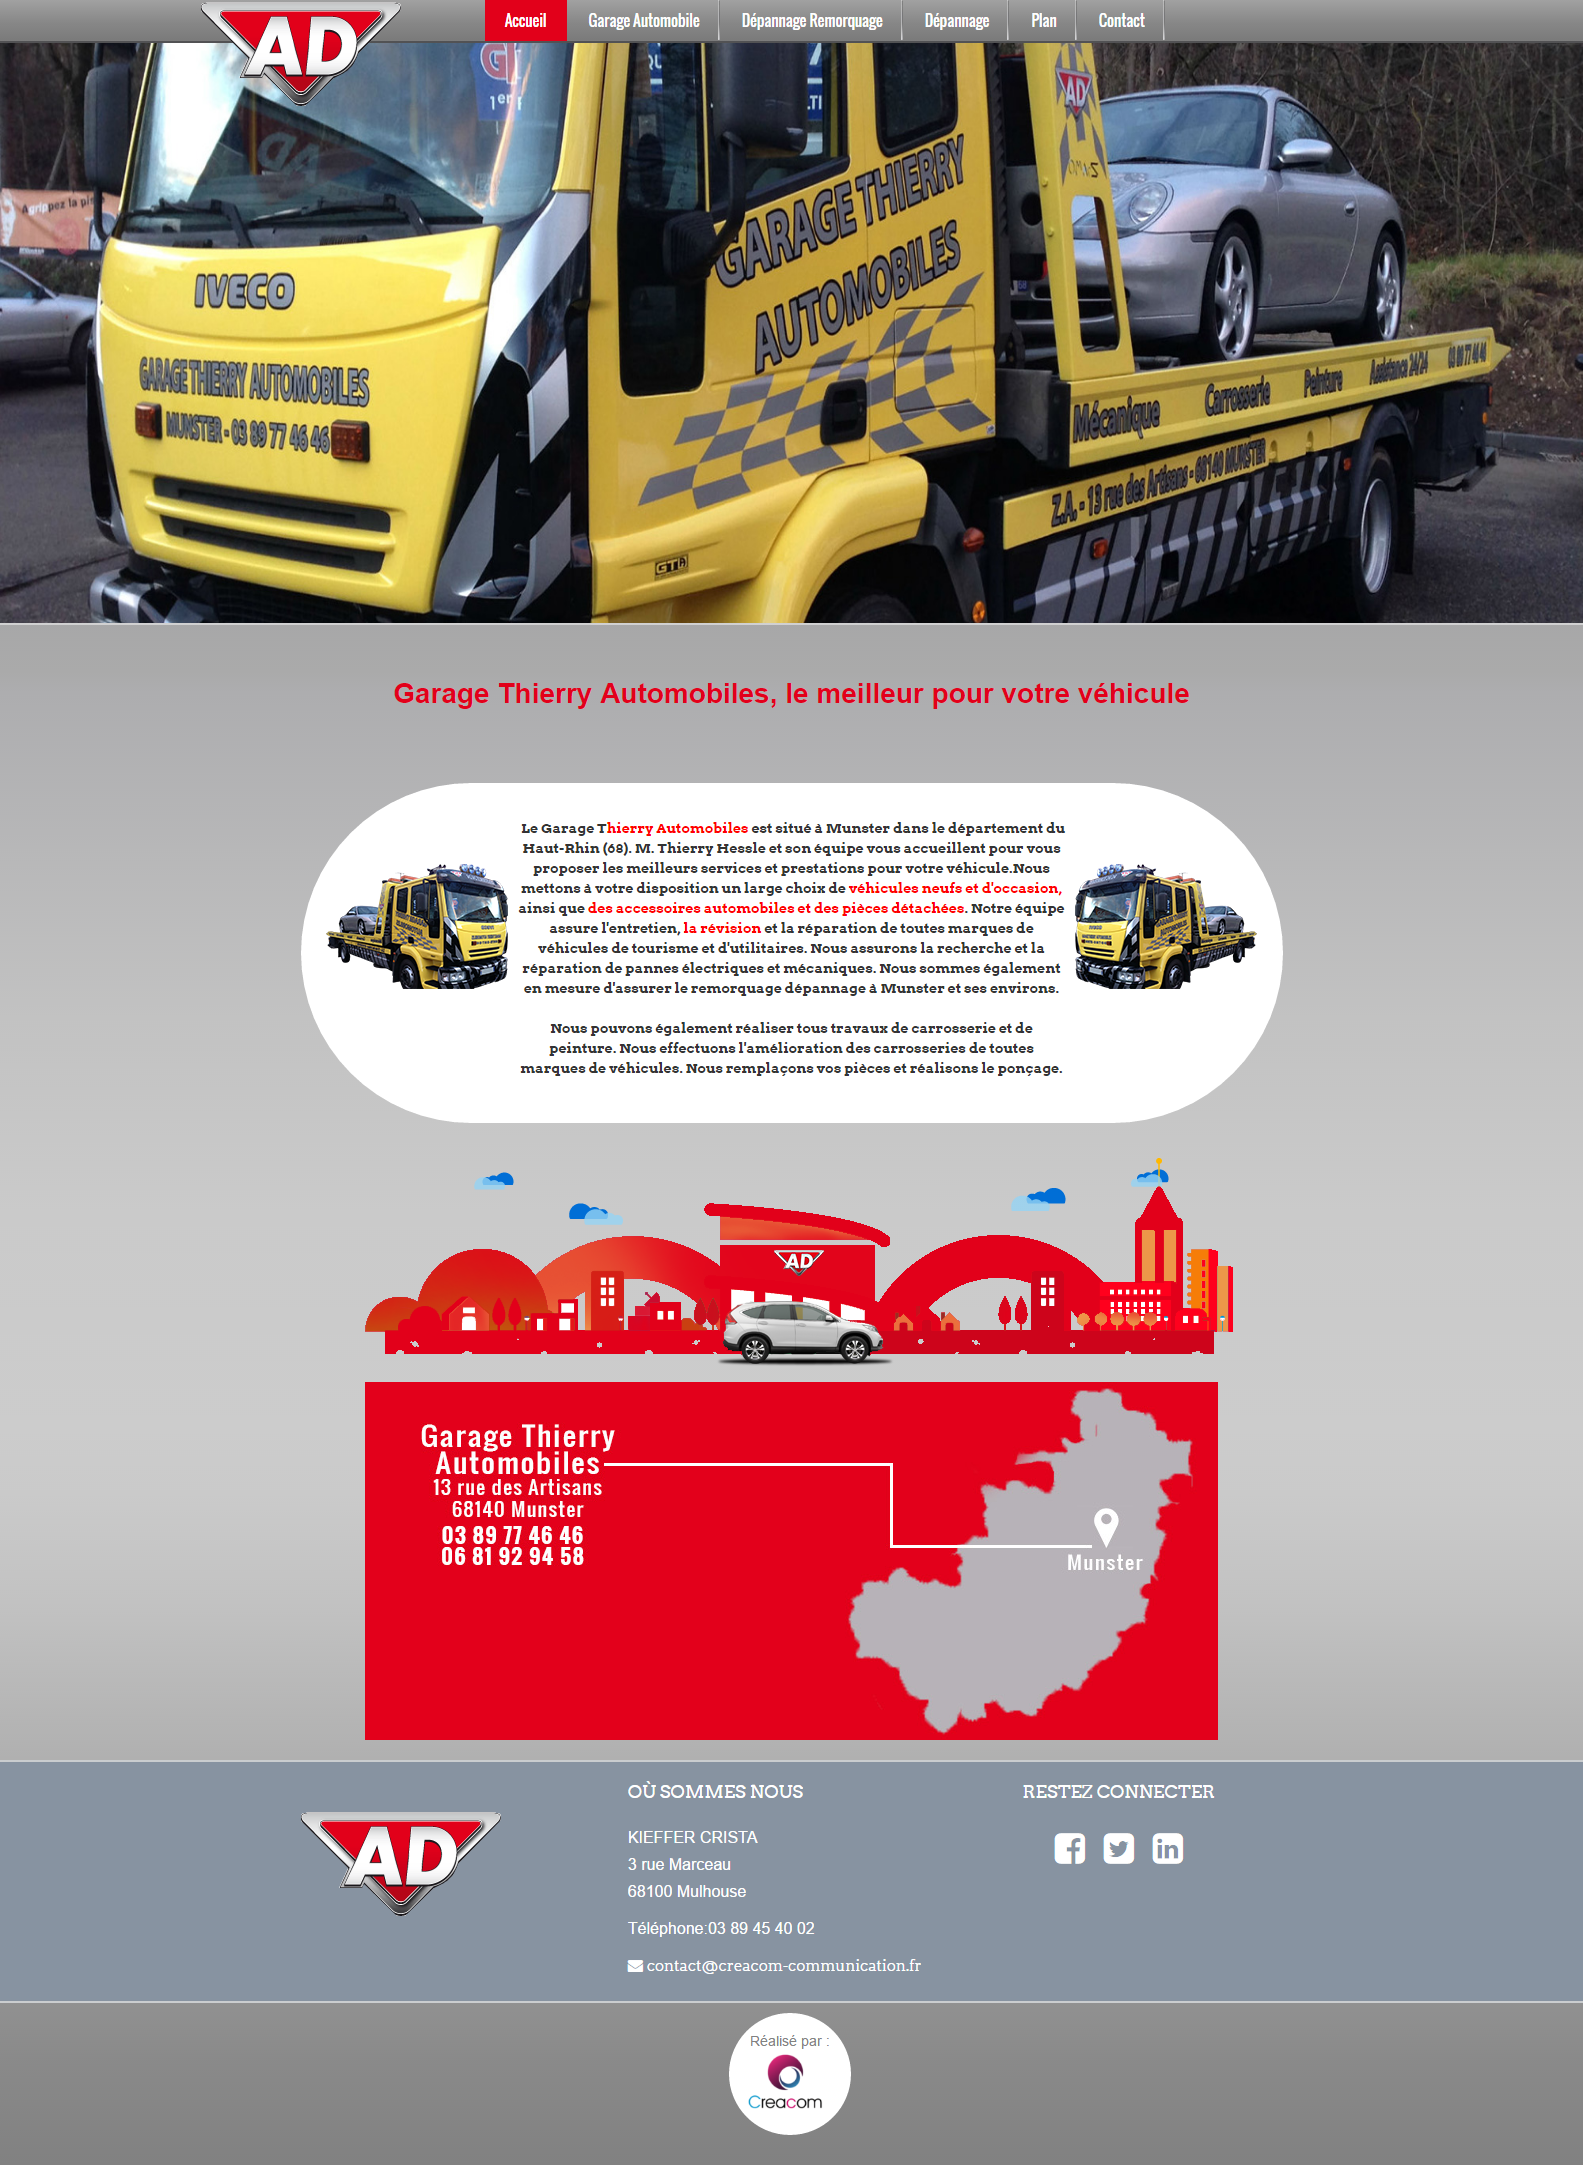 AD
Accueil
Garage Automobile
Dépannage Remorquage
Dépannage
Plan
Contact
1er
AD
AD
Agrippez la
IVECO
GARAGE THIERRY AUTOMOBILES
MUNSTER - 03 89 77 46 46
GARAGE THIERRY
AUTOMOBILES
Mécanique Carrosserie Peinture Assistance 24/24 03 89 77 46 46
Z.A. - 13 rue des Artisans - 68140 MUNSTER
Garage Thierry Automobiles, le meilleur pour votre véhicule
Le Garage Thierry Automobiles est situé à Munster dans le département du
Haut-Rhin (68). M. Thierry Hessle et son équipe vous accueillent pour vous
proposer les meilleurs services et prestations pour votre véhicule.Nous
mettons à votre disposition un large choix de véhicules neufs et d'occasion,
ainsi que des accessoires automobiles et des pièces détachées. Notre équipe
assure l'entretien, la révision et la réparation de toutes marques de
véhicules de tourisme et d'utilitaires. Nous assurons la recherche et la
réparation de pannes électriques et mécaniques. Nous sommes également
en mesure d'assurer le remorquage dépannage à Munster et ses environs.
Nous pouvons également réaliser tous travaux de carrosserie et de
peinture. Nous effectuons l'amélioration des carrosseries de toutes
marques de véhicules. Nous remplaçons vos pièces et réalisons le ponçage.
AD
Garage Thierry
Automobiles
13 rue des Artisans
68140 Munster
03 89 77 46 46
06 81 92 94 58
Munster
AD
OÙ SOMMES NOUS
KIEFFER CRISTA
3 rue Marceau
68100 Mulhouse
Téléphone:03 89 45 40 02
contact@creacom-communication.fr
RESTEZ CONNECTER
Réalisé par :
Creacom